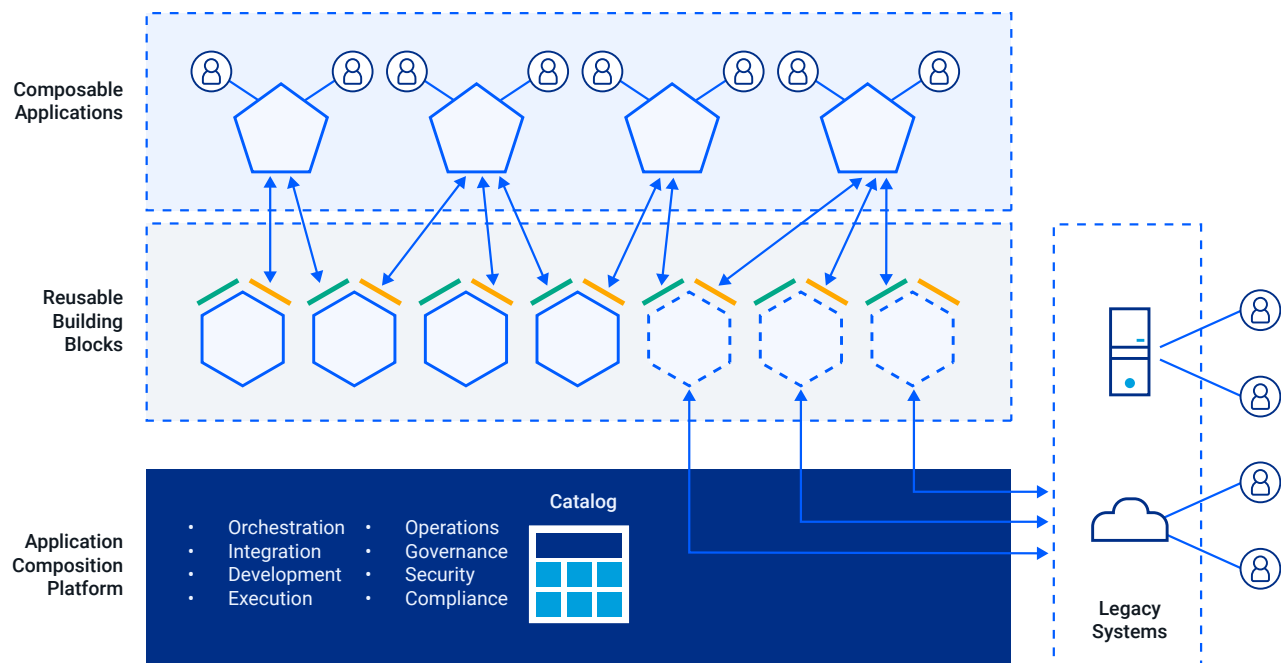 Composable
Applications
Reusable
Building
Blocks
Application
Composition
Platform
• Orchestration
• Integration
• Development
• Execution
• Operations
• Governance
• Security
• Compliance
Catalog
Legacy
Systems